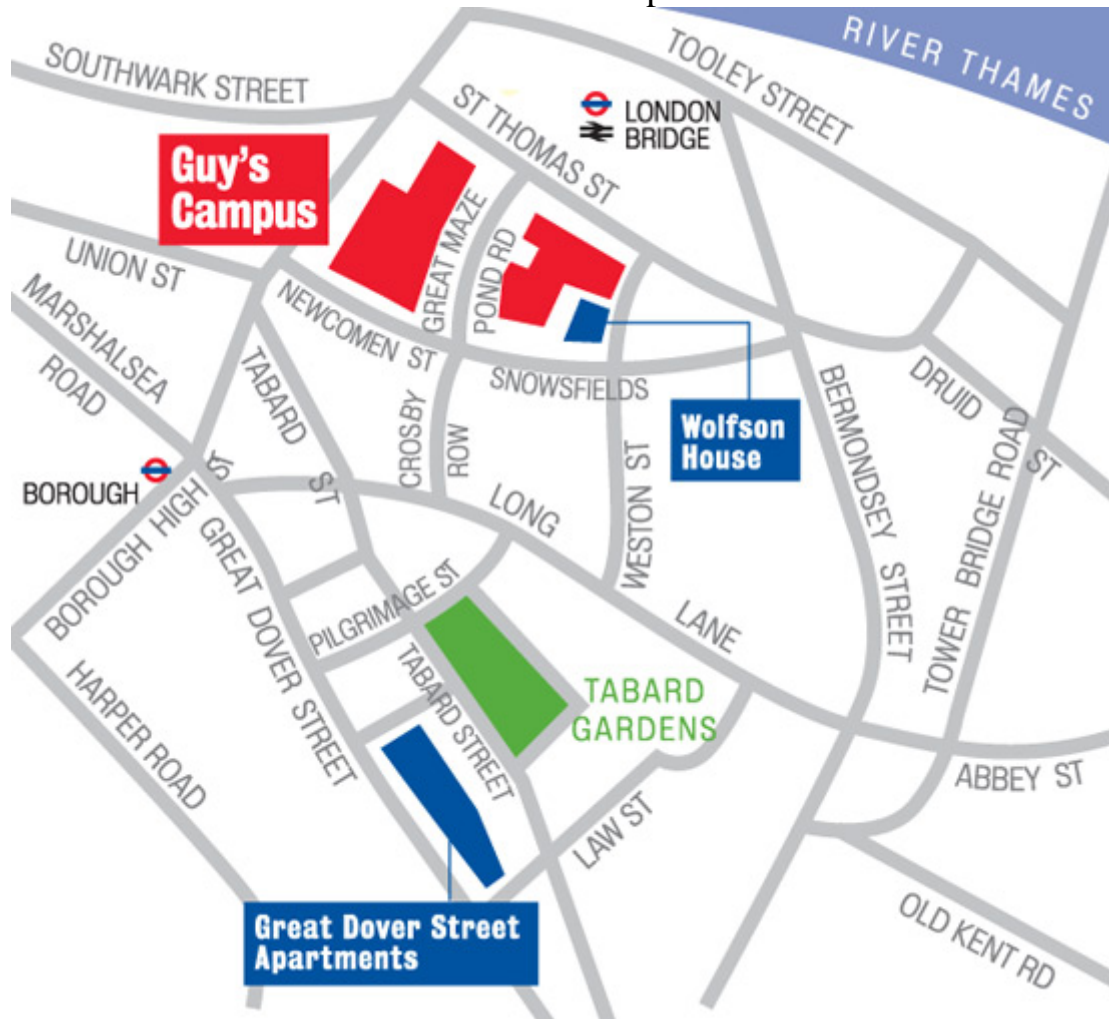 RIVER THAMES
TOOLEY STREET
SOUTHWARK STREET
ST THOMAS ST
LONDON
BRIDGE
Guy's
Campus
GREAT MAZE
POND RD
UNION ST
NEWCOMEN ST
MARSHALSEA
ROAD
TABARD
ST
SNOWSFIELDS
CROSBY
ROW
Wolfson
House
DRUID
ST
BERMONDSEY
STREET
TOWER BRIDGE ROAD
WESTON ST
BOROUGH
BOROUGH HIGH ST
LONG
LANE
GREAT DOVER STREET
PILGRIMAGE ST
TABARD STREET
TABARD
GARDENS
HARPER ROAD
ABBEY ST
LAW ST
OLD KENT RD
Great Dover Street
Apartments